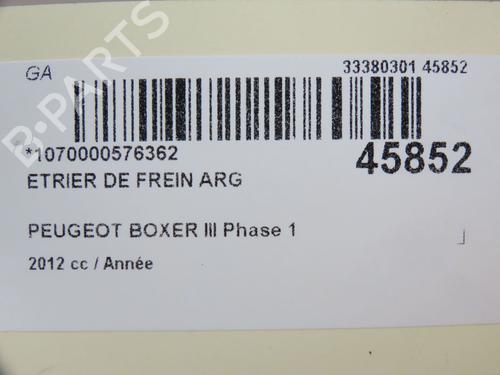 GA
33380301 45852
*1070000576362
45852
ETRIER DE FREIN ARG
PEUGEOT BOXER III Phase 1
2012 cc / Année
B-PARTS